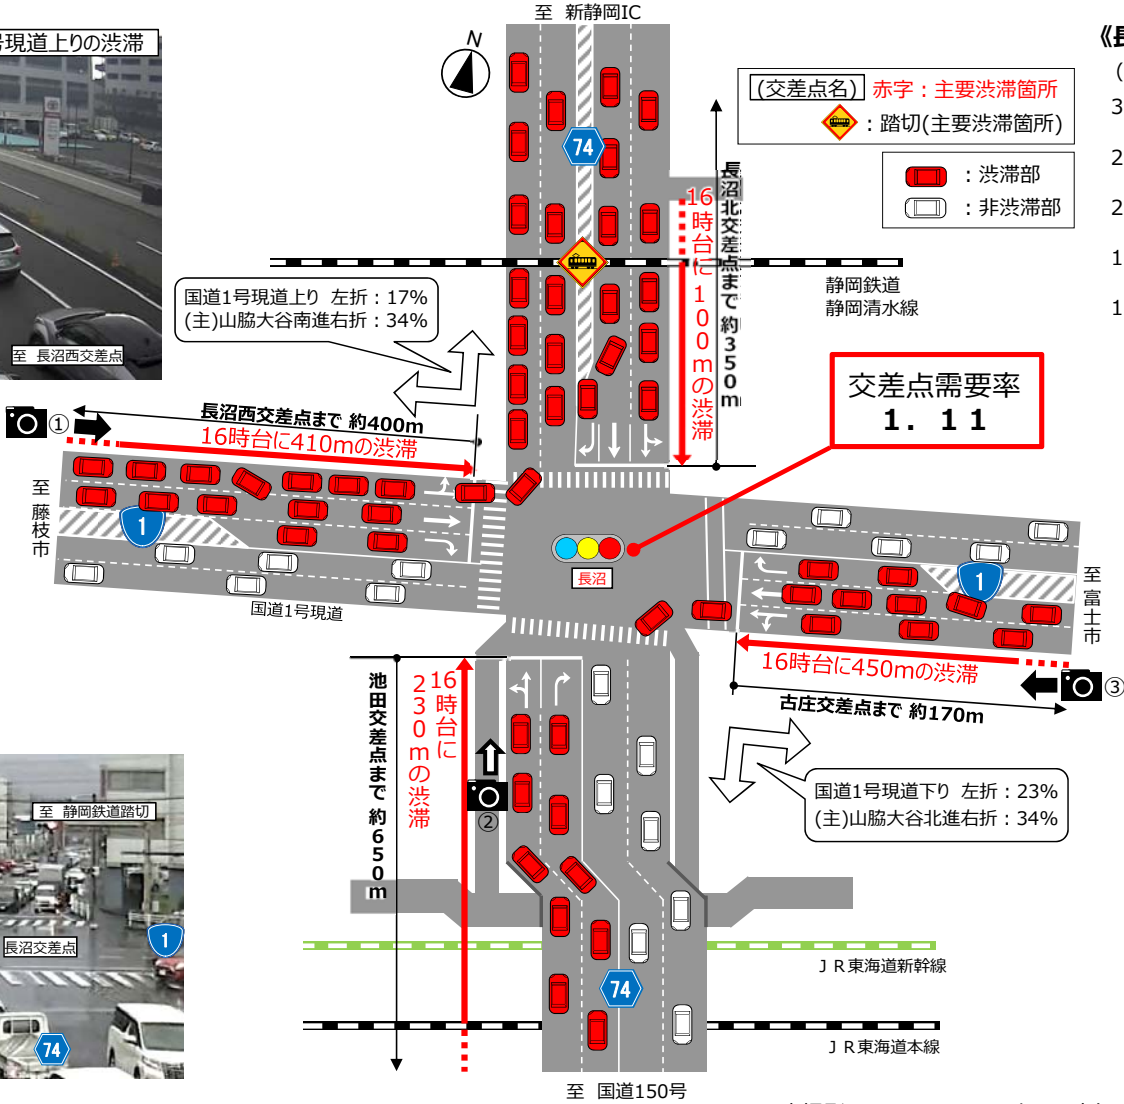 至 新静岡IC
号現道上りの渋滞
N
《長
(
3
2
2
1
1
(交差点名) 赤字：主要渋滞箇所
：踏切(主要渋滞箇所)
：渋滞部
：非渋滞部
74
長沼北交差点まで 約350m
16時台に100mの渋滞
静岡鉄道
静岡清水線
国道1号現道上り 左折：17%
(主)山脇大谷南進右折：34%
至 長沼西交差点
交差点需要率
1．11
①
長沼西交差点まで 約400m
16時台に410mの渋滞
至 藤枝市
1
長沼
国道1号現道
1
至 富士市
16時台に450mの渋滞
③
古庄交差点まで 約170m
池田交差点まで 約650m
16時台に
230mの渋滞
②
国道1号現道下り 左折：23%
(主)山脇大谷北進右折：34%
至 静岡鉄道踏切
長沼交差点
1
74
ＪＲ東海道新幹線
74
ＪＲ東海道本線
至 国道150号